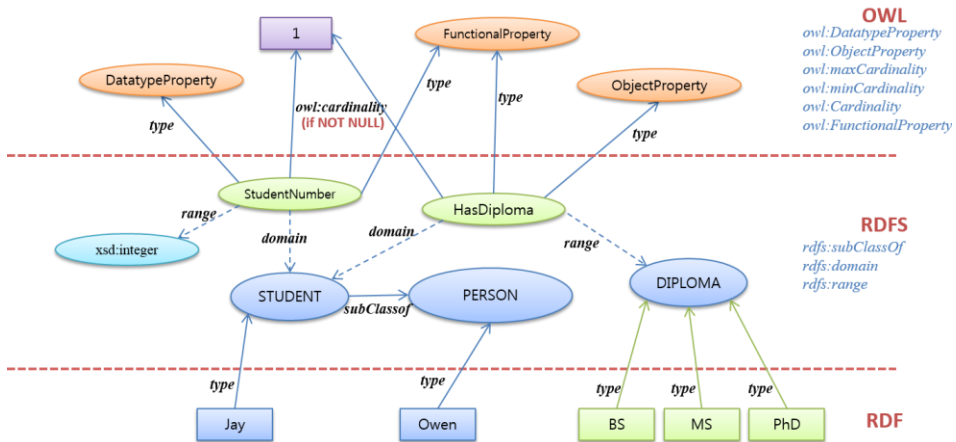 OWL
owl:DatatypeProperty
owl:ObjectProperty
owl:maxCardinality
owl:minCardinality
owl:Cardinality
owl:FunctionalProperty
1
FunctionalProperty
DatatypeProperty
ObjectProperty
type
owl:cardinality
(if NOT NULL)
type
type
type
StudentNumber
HasDiploma
RDFS
rdfs:subClassOf
rdfs:domain
rdfs:range
range
domain
domain
range
xsd:integer
STUDENT
subClassof
PERSON
DIPLOMA
type
type
type
type
type
Jay
Owen
BS
MS
PhD
RDF